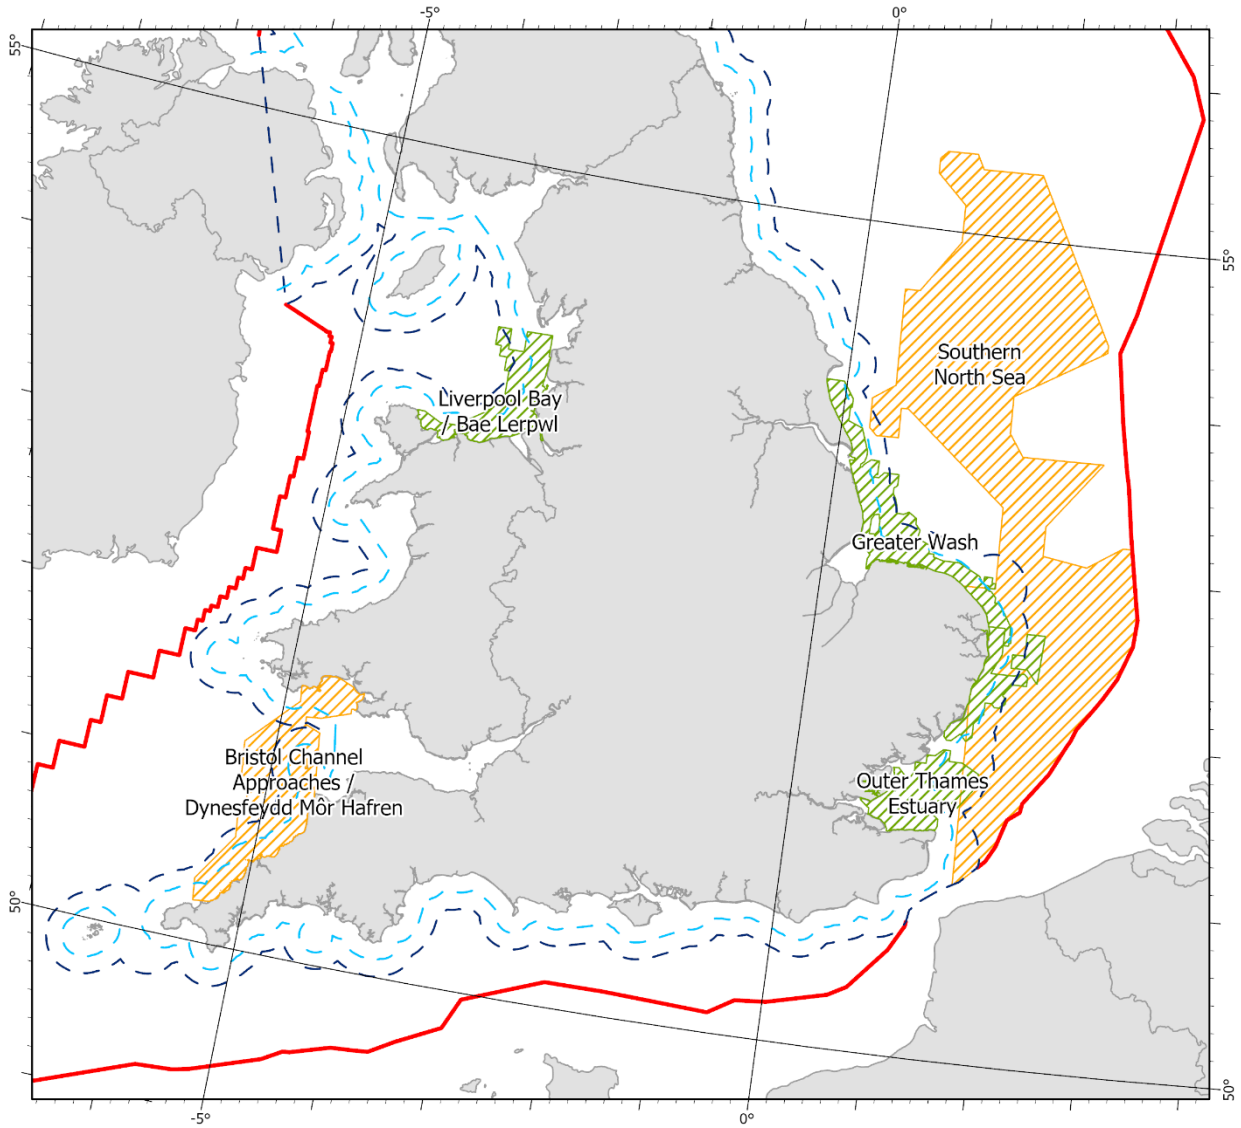 -5°
0°
55°
55°
Southern
North Sea
Liverpool Bay
/ Bae Lerpwl
Greater Wash
Bristol Channel
Approaches /
Dynesfeydd Môr Hafren
Outer Thames
Estuary
50°
50°
-5°
0°